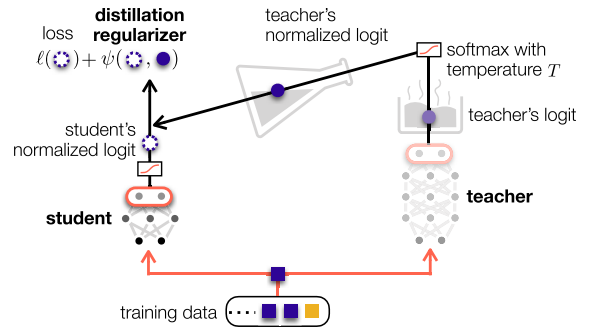 distillation
regularizer
loss
ℓ( ) + ψ( , )
teacher's
normalized logit
softmax with
temperature T
teacher's logit
student's
normalized logit
student
teacher
training data